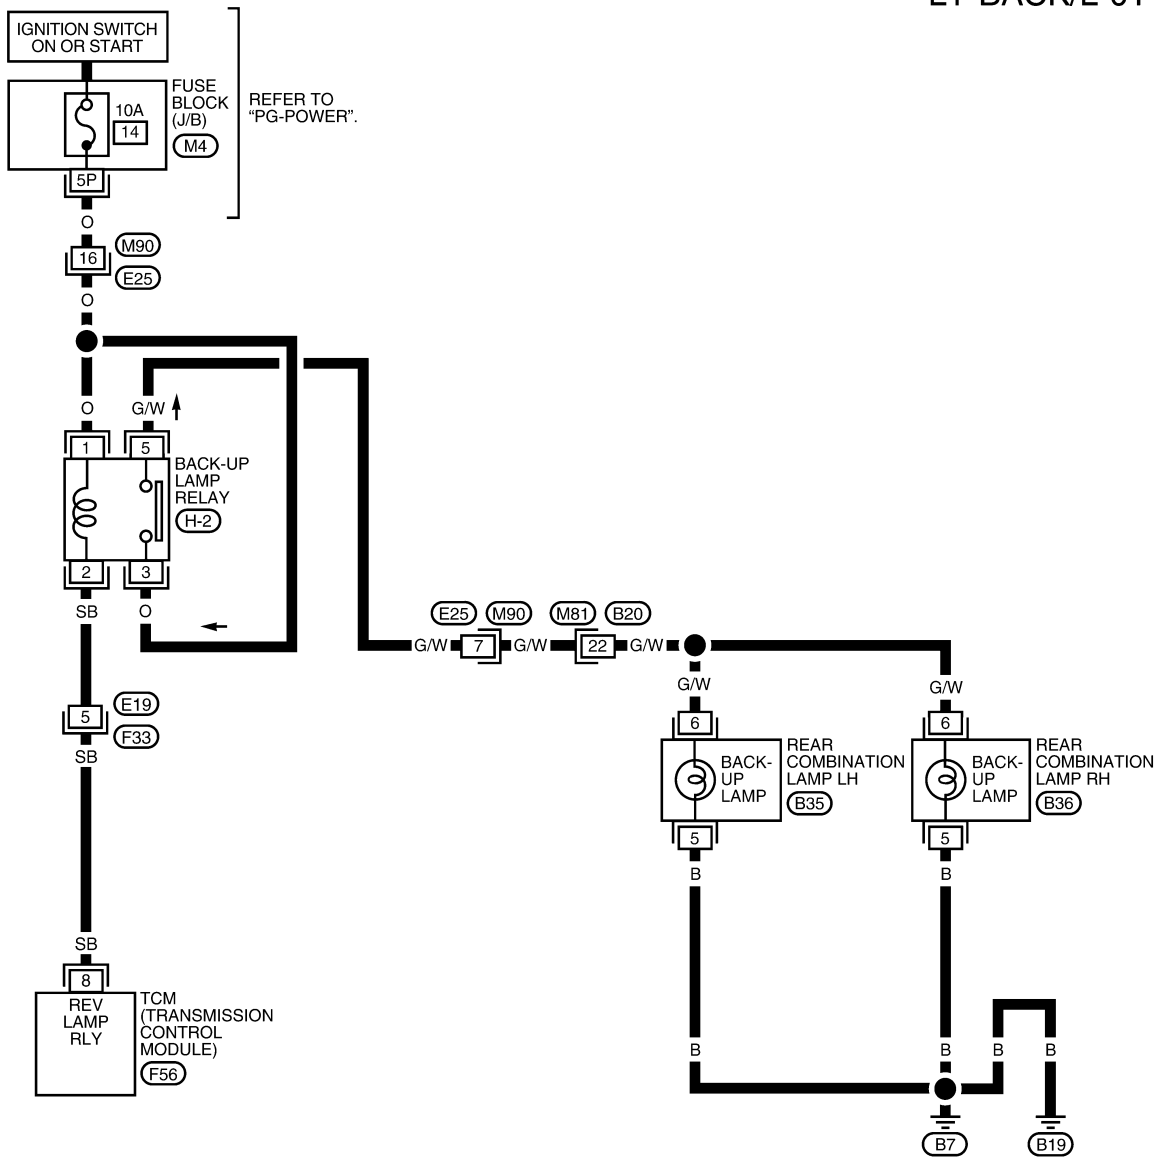 IGNITION SWITCH
ON OR START
FUSE
BLOCK
(J/B)
M4
10A
14
REFER TO
“PG-POWER”.
5P
O
M90
16
E25
O
O
G/W
1
5
BACK-UP
LAMP
RELAY
H-2
2
3
SB
O
E25
M90
M81
B20
G/W
7
G/W
22
G/W
G/W
G/W
E19
5
F33
SB
6
6
REAR
COMBINATION
LAMP LH
B35
BACK-
UP
LAMP
REAR
COMBINATION
LAMP RH
B36
BACK-
UP
LAMP
5
5
B
B
SB
8
REV
LAMP
RLY
TCM
(TRANSMISSION
CONTROL
MODULE)
F56
B
B
B
B
B7
B19